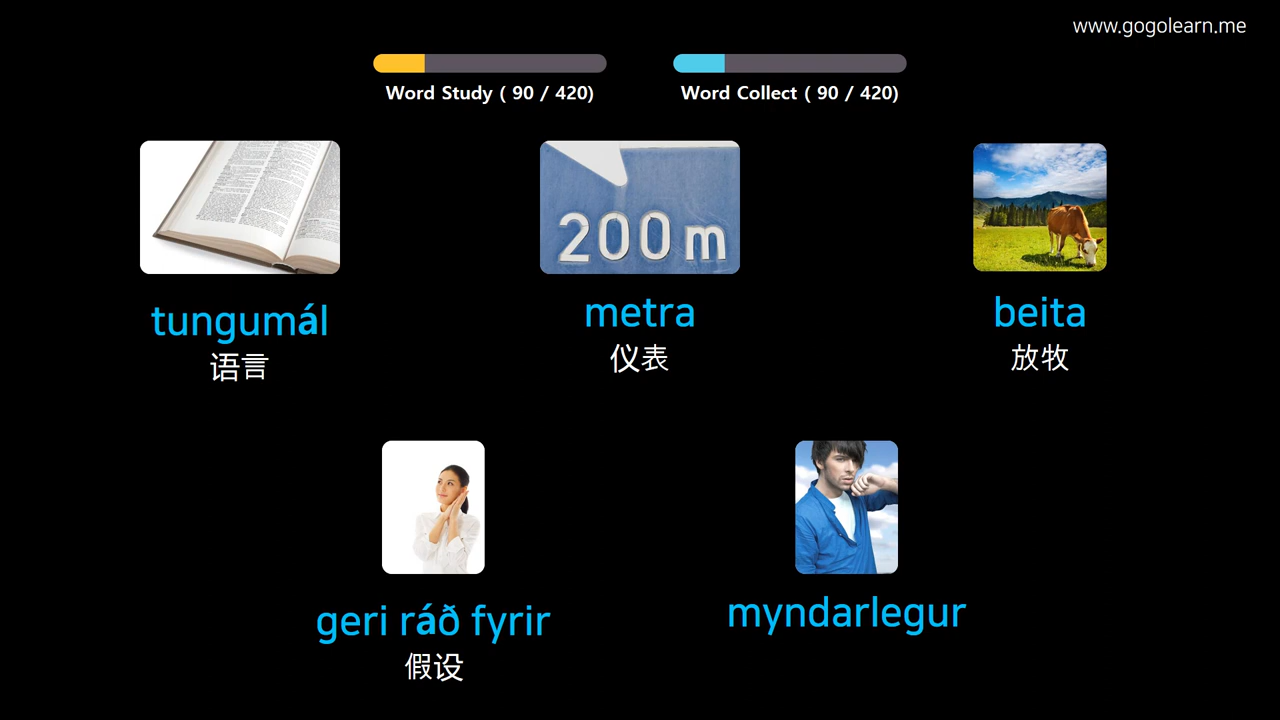 www.gogolearn.me
Word Study ( 90 / 420)
Word Collect ( 90 / 420)
200 m
tungumál
语言
metra
仪表
beita
放牧
geri ráð fyrir
假设
myndarlegur